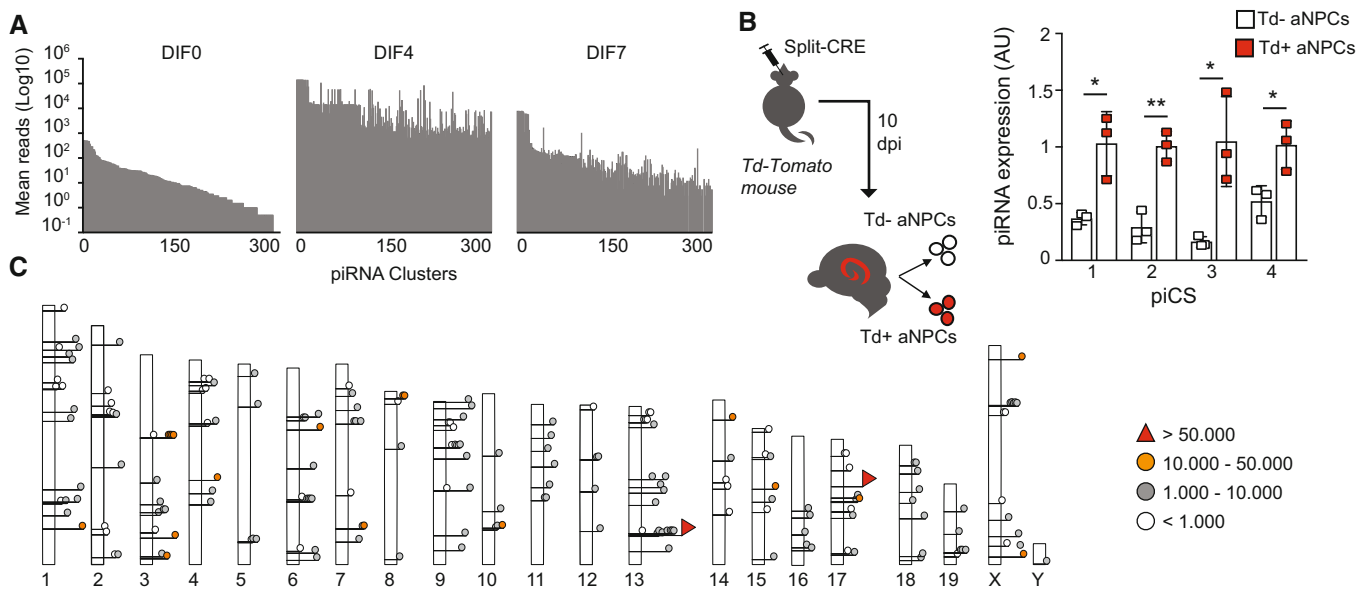 A
DIF0
DIF4
DIF7
Mean reads (Log10)
10^6
10^5
10^4
10^3
10^2
10^1
10^0
10^-1
0 150 300
0 150 300
0 150 300
piRNA Clusters
B
Split-CRE
10
dpi
Td-Tomato
mouse
Td- aNPCs
Td+ aNPCs
Td- aNPCs
Td+ aNPCs
piRNA expression (AU)
2
1.5
1
0.5
0
* ** * *
1 2 3 4
piCS
C
1 2 3 4 5 6 7 8 9 10 11 12 13 14 15 16 17 18 19 X Y
> 50.000
10.000 - 50.000
1.000 - 10.000
< 1.000